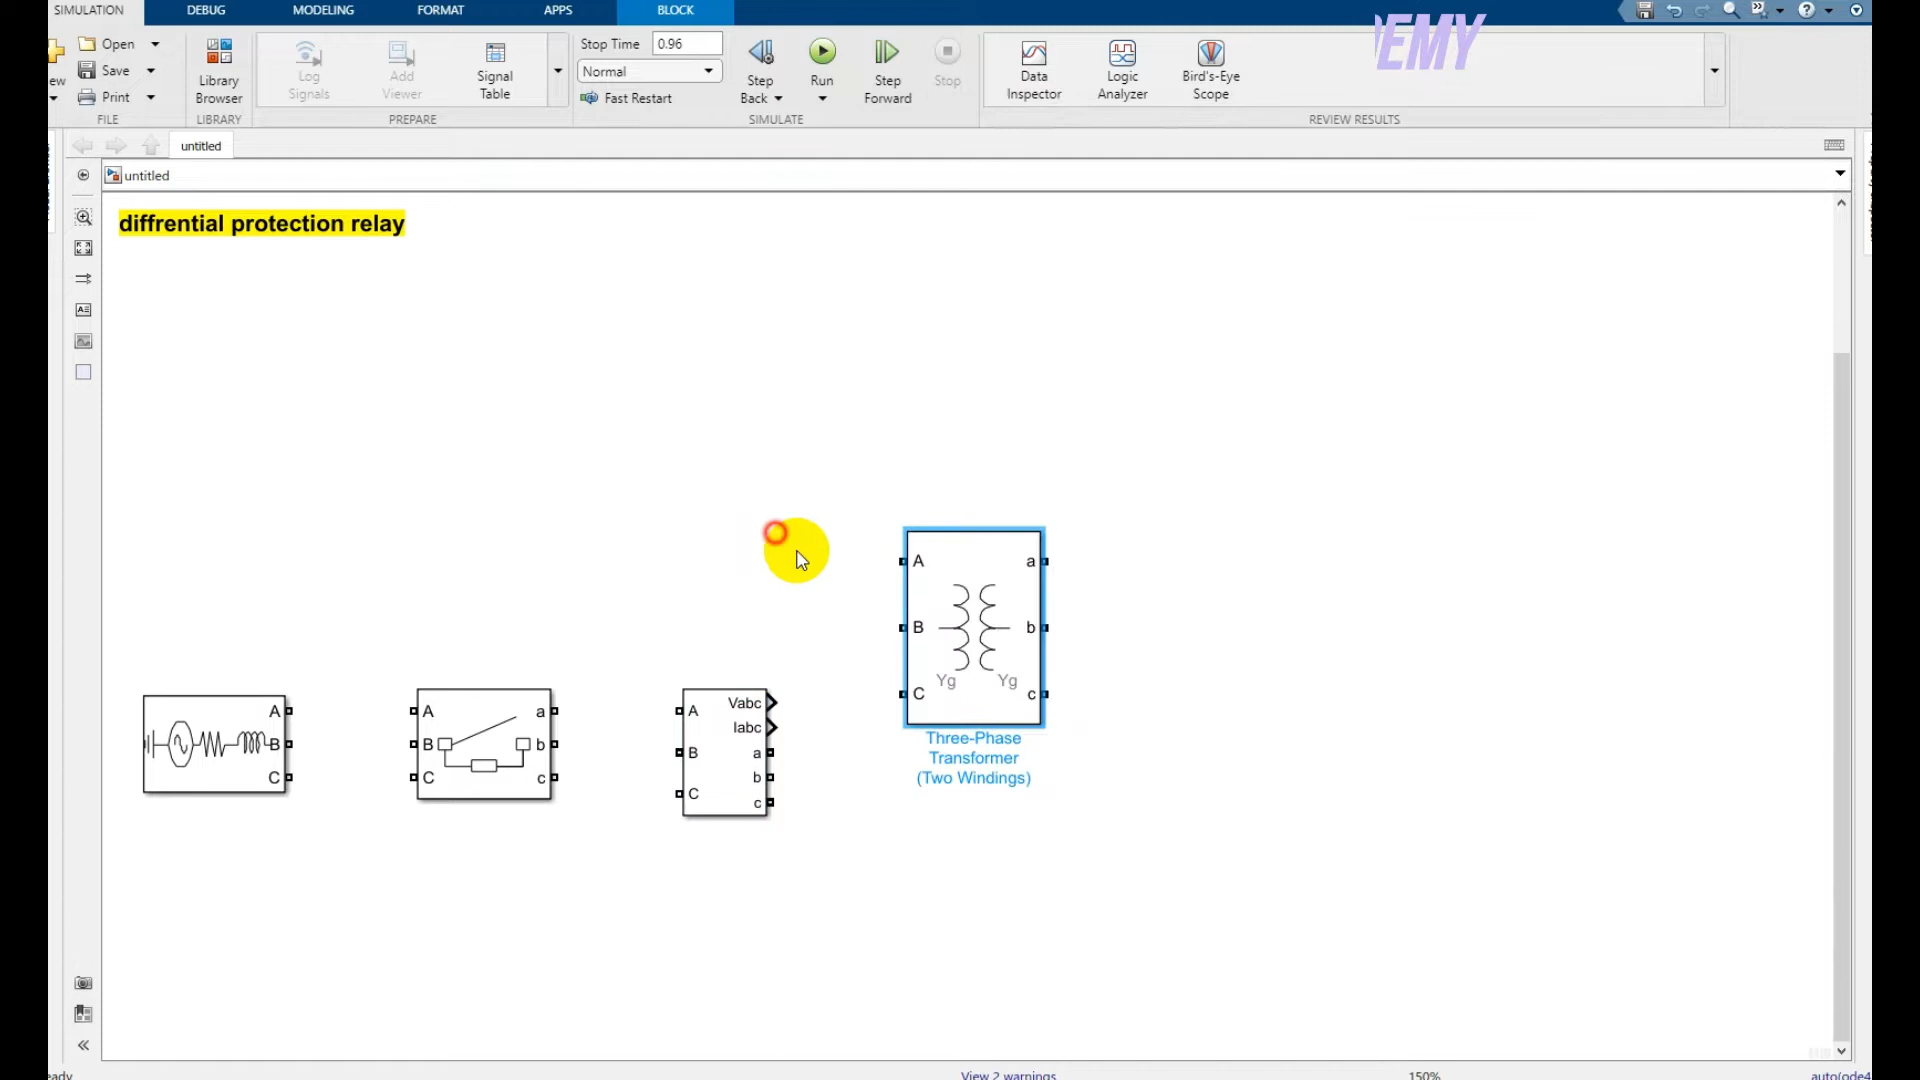 SIMULATION DEBUG MODELING FORMAT APPS BLOCK
EMY
Open
Save
Print
FILE
Library
Browser
LIBRARY
Log
Signals
Add
Viewer
Signal
Table
PREPARE
Stop Time 0.96
Normal
Fast Restart
Step
Back
Run
Step
Forward
Stop
SIMULATE
Data
Inspector
Logic
Analyzer
Bird's-Eye
Scope
REVIEW RESULTS
untitled
untitled
diffrential protection relay
A
B
C
A a
B b
C c
A Vabc
Iabc
B a
b
C c
A a
B b
Yg Yg
C c
Three-Phase
Transformer
(Two Windings)
View 2 warnings 150% auto(ode4